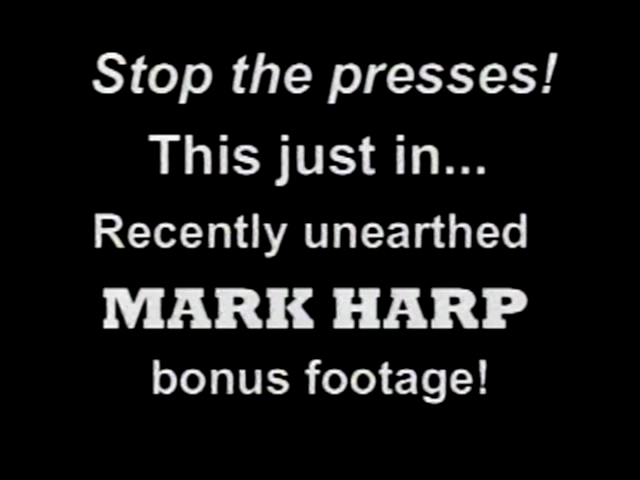 Stop the presses!
This just in...
Recently unearthed
MARK HARP
bonus footage!